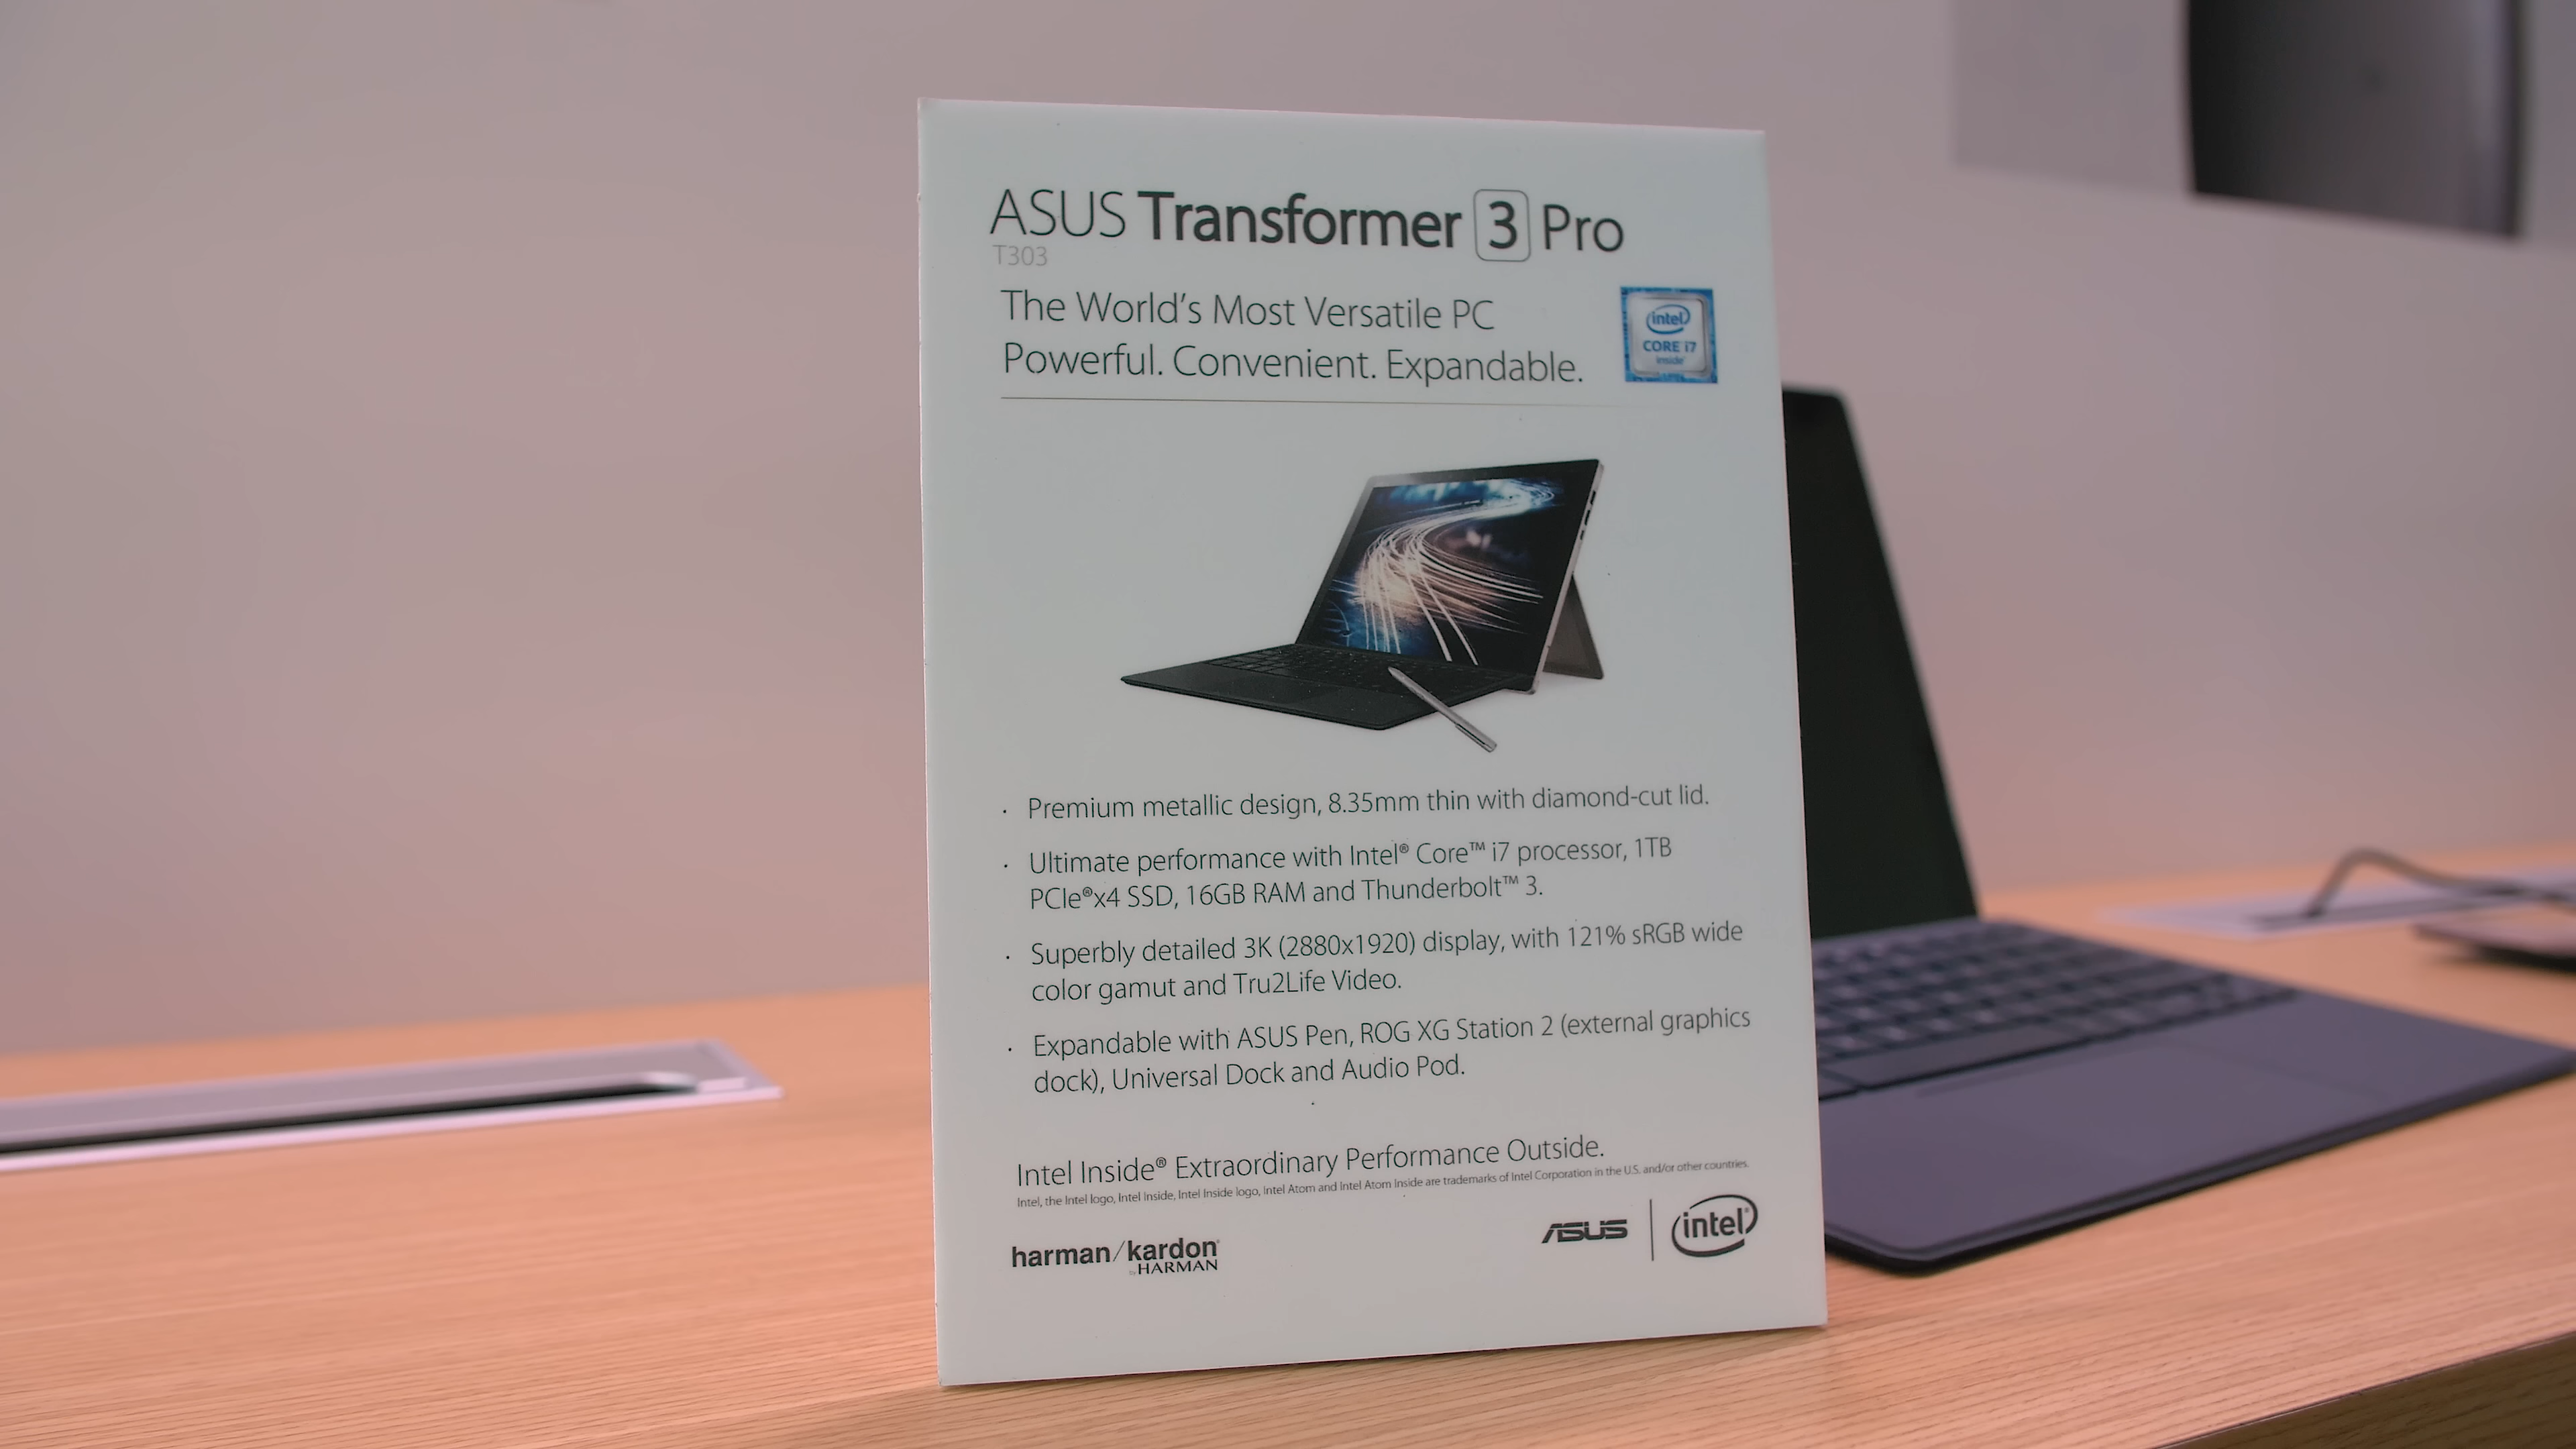 ASUS Transformer 3 Pro
T303
The World's Most Versatile PC
Powerful. Convenient. Expandable.
intel
CORE i7
inside
· Premium metallic design, 8.35mm thin with diamond-cut lid.
· Ultimate performance with Intel® Core™ i7 processor, 1TB
PCIe®x4 SSD, 16GB RAM and Thunderbolt™ 3.
· Superbly detailed 3K (2880x1920) display, with 121% sRGB wide
color gamut and Tru2Life Video.
· Expandable with ASUS Pen, ROG XG Station 2 (external graphics
dock), Universal Dock and Audio Pod.
Intel Inside® Extraordinary Performance Outside.
Intel, the Intel logo, Intel Inside, Intel Inside logo, Intel Atom and Intel Atom Inside are trademarks of Intel Corporation in the U.S. and/or other countries.
harman/kardon®
by HARMAN
ASUS
intel®